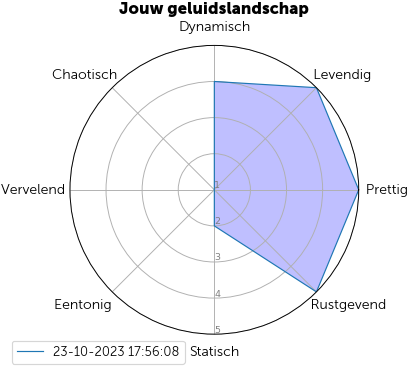 Jouw geluidslandschap
Dynamisch
Chaotisch
Levendig
Vervelend
1
Prettig
2
3
4
Eentonig
Rustgevend
5
23-10-2023 17:56:08
Statisch